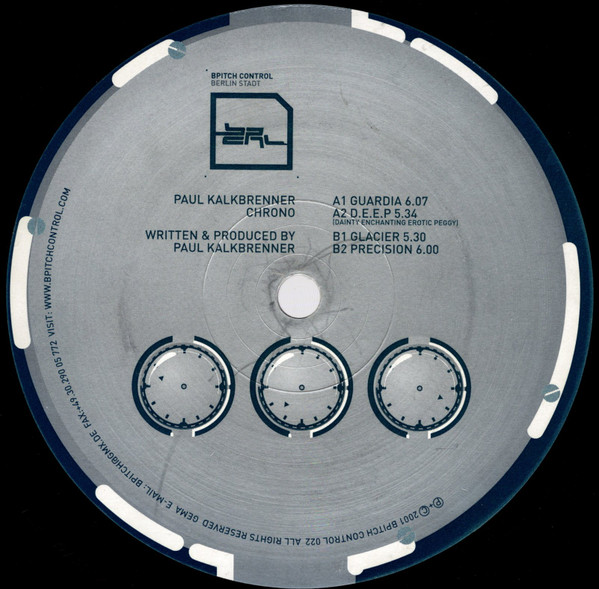 BPITCH CONTROL
BERLIN STADT
PAUL KALKBRENNER
CHRONO
WRITTEN & PRODUCED BY
PAUL KALKBRENNER
A1 GUARDIA 6.07
A2 D.E.E.P 5.34
(DAINTY ENCHANTING EROTIC PEGGY)
B1 GLACIER 5.30
B2 PRECISION 6.00
℗+© 2001 BPITCH CONTROL 022 ALL RIGHTS RESERVED GEMA E-MAIL: BPITCH@GMX.DE FAX:+49.30.290 05 772 VISIT: WWW.BPITCHCONTROL.COM